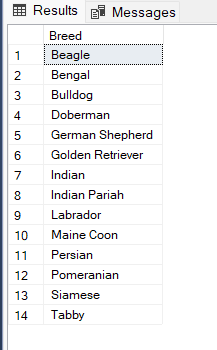 Results Messages
Breed
1 Beagle
2 Bengal
3 Bulldog
4 Doberman
5 German Shepherd
6 Golden Retriever
7 Indian
8 Indian Pariah
9 Labrador
10 Maine Coon
11 Persian
12 Pomeranian
13 Siamese
14 Tabby